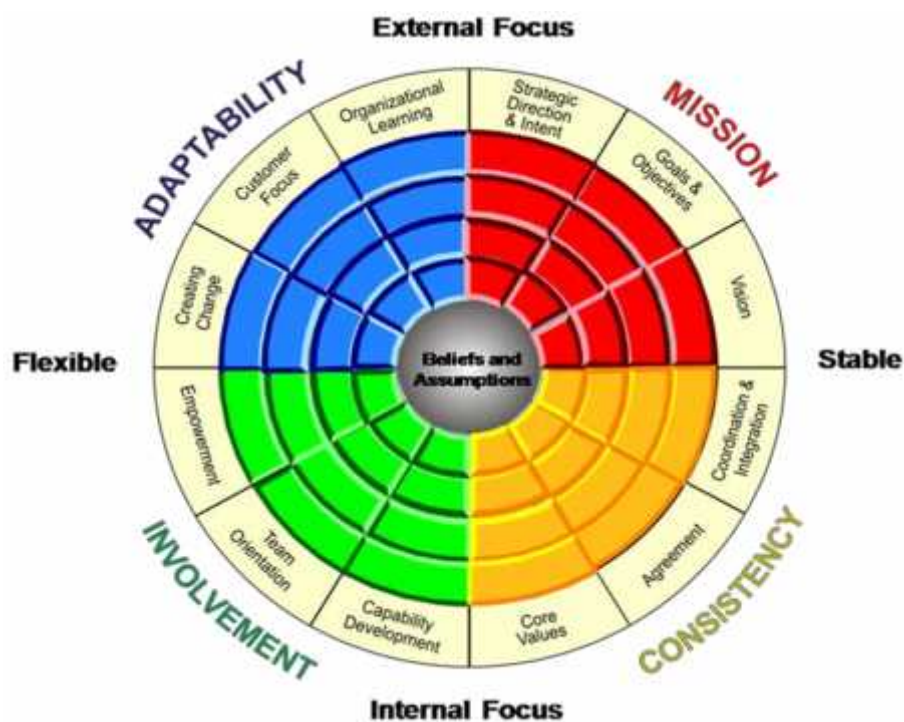 External Focus
ADAPTABILITY
MISSION
Organizational
Learning
Strategic
Direction
& Intent
Customer
Focus
Goals &
Objectives
Creating
Change
Vision
Flexible
Beliefs and
Assumptions
Stable
Empowerment
Coordination &
Integration
Team
Orientation
Agreement
Capability
Development
Core
Values
INVOLVEMENT
CONSISTENCY
Internal Focus